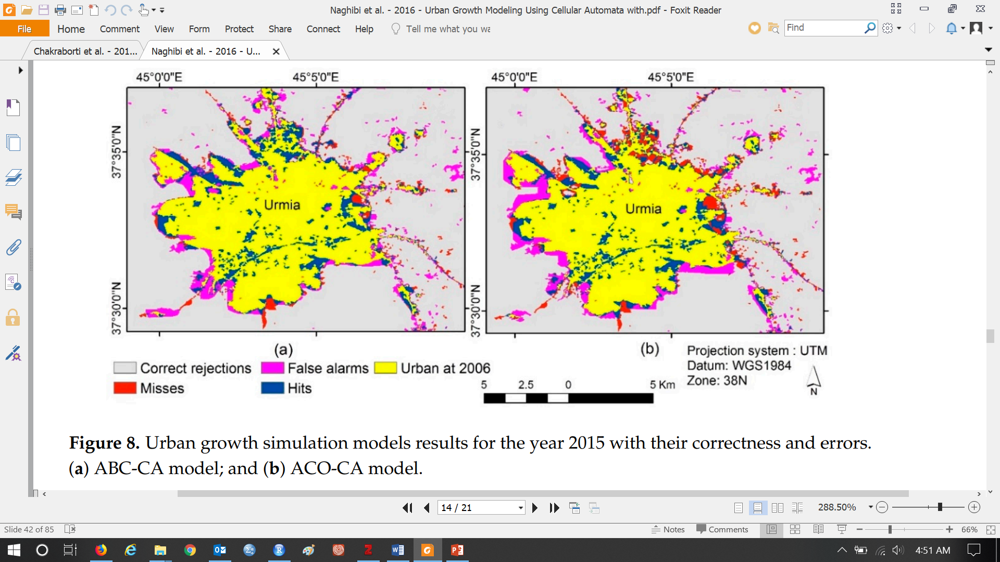 Naghibi et al. - 2016 - Urban Growth Modeling Using Cellular Automata with.pdf - Foxit Reader
File Home Comment View Form Protect Share Connect Help Tell me what you wa Find
Chakraborti et al. - 201... Naghibi et al. - 2016 - U...
45°0'0"E 45°5'0"E 45°0'0"E 45°5'0"E
37°35'0"N 37°35'0"N
Urmia Urmia
37°30'0"N 37°30'0"N
(a) (b)
Projection system : UTM
Datum: WGS1984
Zone: 38N
N
Correct rejections False alarms Urban at 2006
Misses Hits
5 2.5 0 5 Km
Figure 8. Urban growth simulation models results for the year 2015 with their correctness and errors.
(a) ABC-CA model; and (b) ACO-CA model.
14 / 21 288.50%
Slide 42 of 85 Notes Comments 66%
4:51 AM